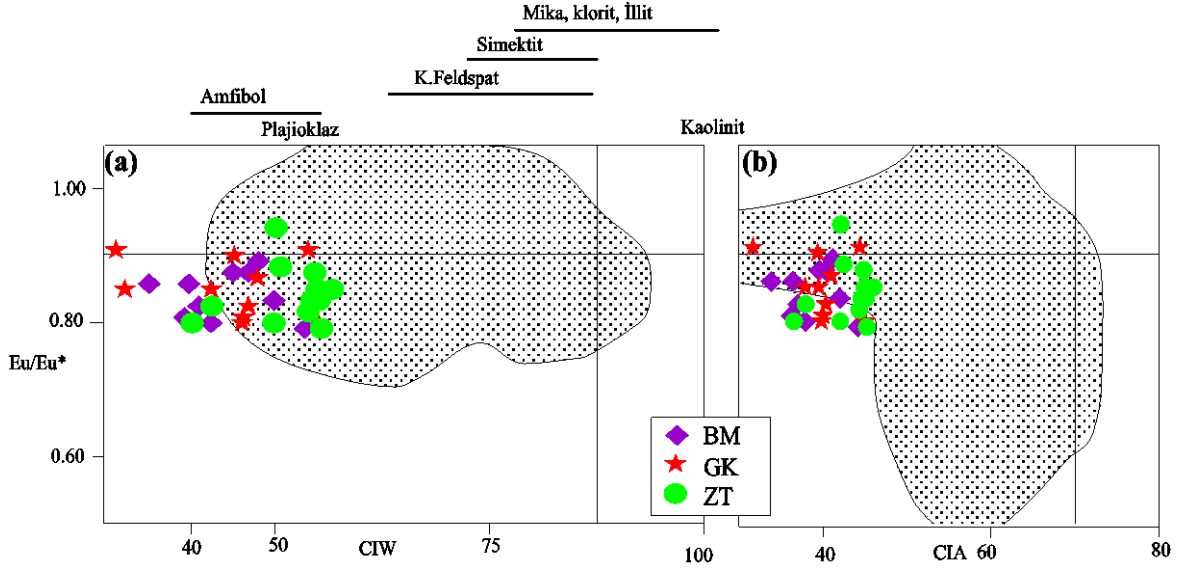 Mika, klorit, İllit
Simektit
K.Feldspat
Amfibol
Plajioklaz
Kaolinit
(a)
(b)
1.00
0.80
Eu/Eu*
0.60
BM
GK
ZT
40
50
CIW
75
100
40
CIA
60
80